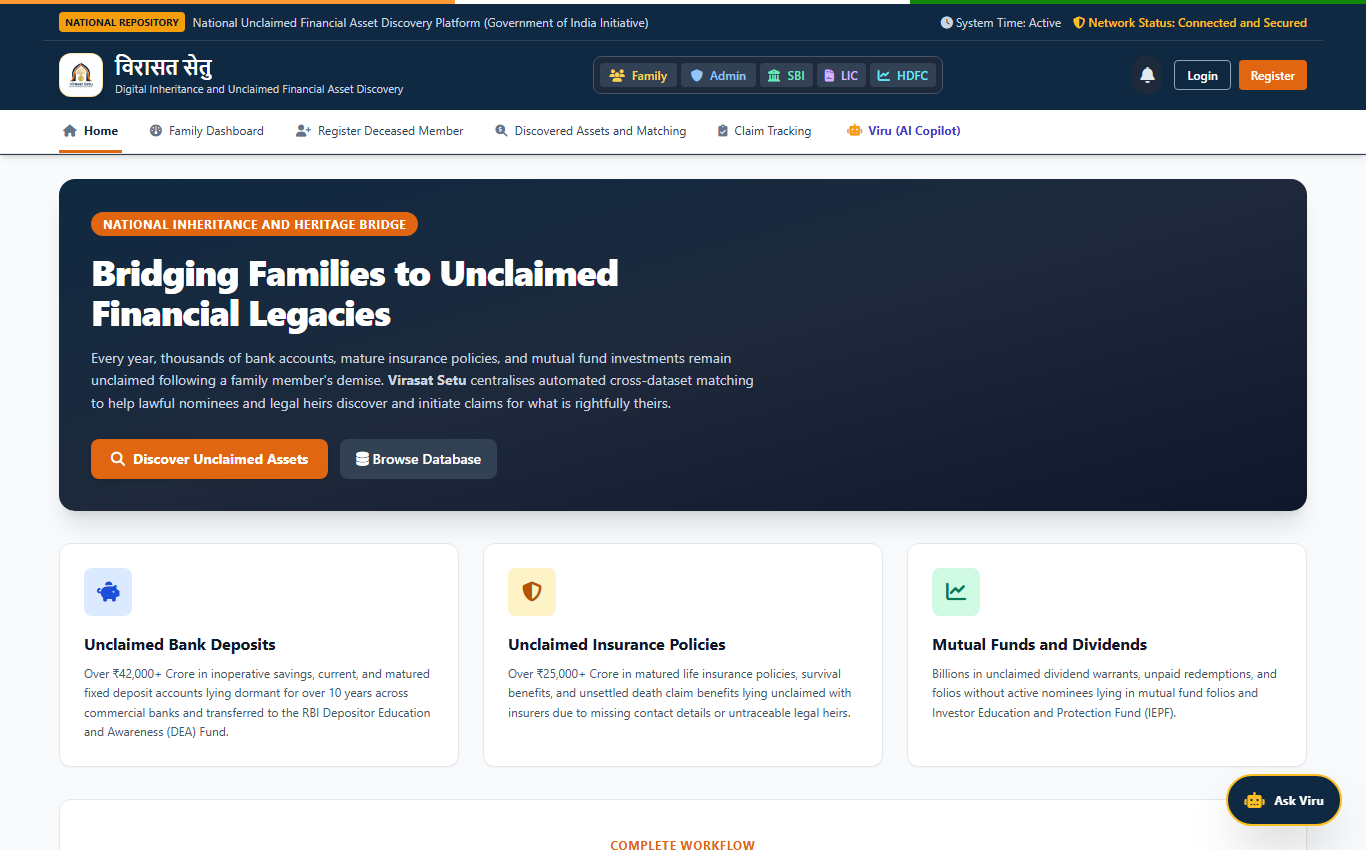 NATIONAL REPOSITORY National Unclaimed Financial Asset Discovery Platform (Government of India Initiative)
System Time: Active Network Status: Connected and Secured
विरासत सेतु
Digital Inheritance and Unclaimed Financial Asset Discovery
Family Admin SBI LIC HDFC
Login Register
Home Family Dashboard Register Deceased Member Discovered Assets and Matching Claim Tracking Viru (AI Copilot)
NATIONAL INHERITANCE AND HERITAGE BRIDGE
Bridging Families to Unclaimed
Financial Legacies
Every year, thousands of bank accounts, mature insurance policies, and mutual fund investments remain
unclaimed following a family member's demise. Virasat Setu centralises automated cross-dataset matching
to help lawful nominees and legal heirs discover and initiate claims for what is rightfully theirs.
Discover Unclaimed Assets Browse Database
Unclaimed Bank Deposits
Over ₹42,000+ Crore in inoperative savings, current, and matured
fixed deposit accounts lying dormant for over 10 years across
commercial banks and transferred to the RBI Depositor Education
and Awareness (DEA) Fund.
Unclaimed Insurance Policies
Over ₹25,000+ Crore in matured life insurance policies, survival
benefits, and unsettled death claim benefits lying unclaimed with
insurers due to missing contact details or untraceable legal heirs.
Mutual Funds and Dividends
Billions in unclaimed dividend warrants, unpaid redemptions, and
folios without active nominees lying in mutual fund folios and
Investor Education and Protection Fund (IEPF).
Ask Viru
COMPLETE WORKFLOW